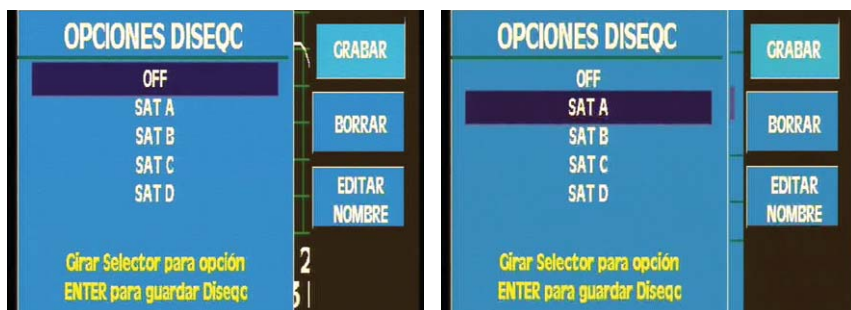 OPCIONES DISEQC
OFF
SAT A
SAT B
SAT C
SAT D
Girar Selector para opción
ENTER para guardar Diseqc
GRABAR
BORRAR
EDITAR
NOMBRE
2
3
OPCIONES DISEQC
OFF
SAT A
SAT B
SAT C
SAT D
Girar Selector para opción
ENTER para guardar Diseqc
GRABAR
BORRAR
EDITAR
NOMBRE